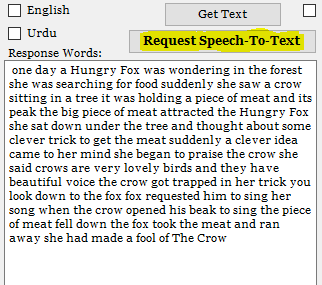 English
Get Text
Urdu
Request Speech-To-Text
Response Words:
one day a Hungry Fox was wondering in the forest
she was searching for food suddenly she saw a crow
sitting in a tree it was holding a piece of meat and its
peak the big piece of meat attracted the Hungry Fox
she sat down under the tree and thought about some
clever trick to get the meat suddenly a clever idea
came to her mind she began to praise the crow she
said crows are very lovely birds and they have
beautiful voice the crow got trapped in her trick you
look down to the fox fox requested him to sing her
song when the crow opened his beak to sing the piece
of meat fell down the fox took the meat and ran
away she had made a fool of The Crow